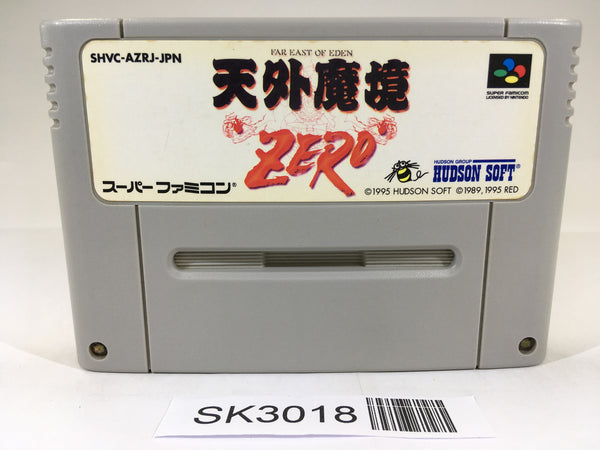 SHVC-AZRJ-JPN
FAR EAST OF EDEN
天外魔境
ZERO
SUPER FAMICOM
LICENSED BY NINTENDO
スーパーファミコン®
HUDSON GROUP
HUDSON SOFT®
©1995 HUDSON SOFT ©1989, 1995 RED
SK3018